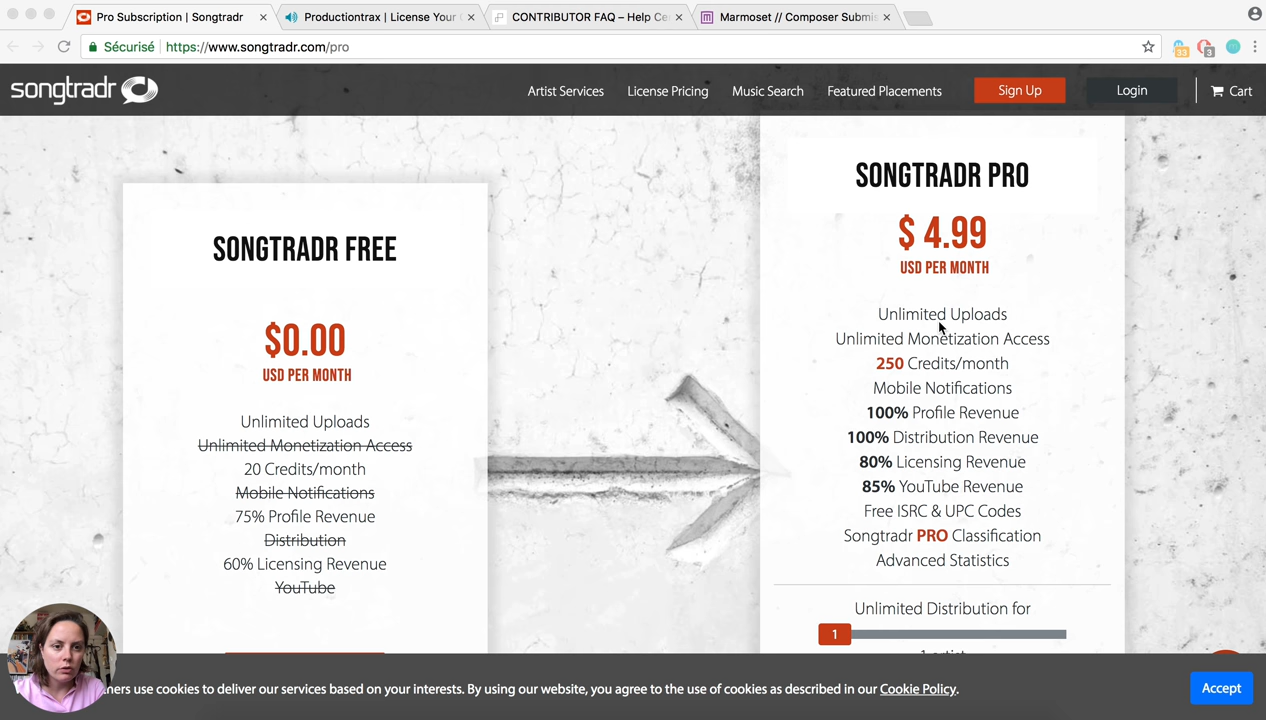 Pro Subscription | Songtradr
Productiontrax | License Your
CONTRIBUTOR FAQ – Help Ce
Marmoset // Composer Submis
Sécurisé
https://www.songtradr.com/pro
33
3
songtradr
Artist Services
License Pricing
Music Search
Featured Placements
Sign Up
Login
Cart
SONGTRADR FREE
$0.00
USD PER MONTH
Unlimited Uploads
Unlimited Monetization Access
20 Credits/month
Mobile Notifications
75% Profile Revenue
Distribution
60% Licensing Revenue
YouTube
SONGTRADR PRO
$ 4.99
USD PER MONTH
Unlimited Uploads
Unlimited Monetization Access
250 Credits/month
Mobile Notifications
100% Profile Revenue
100% Distribution Revenue
80% Licensing Revenue
85% YouTube Revenue
Free ISRC & UPC Codes
Songtradr PRO Classification
Advanced Statistics
Unlimited Distribution for
1
1 artist
ners use cookies to deliver our services based on your interests. By using our website, you agree to the use of cookies as described in our Cookie Policy.
Accept